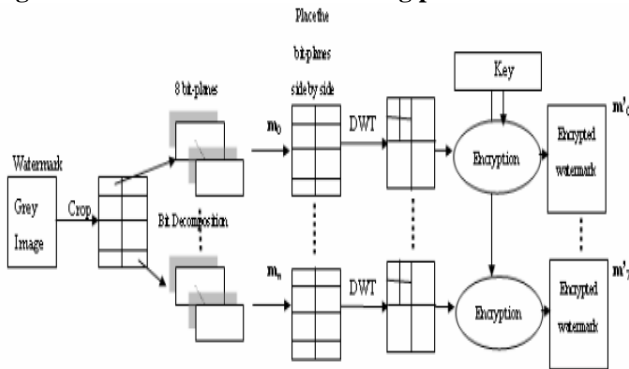 Place the
bit-planes
side by side
8 bit-planes
Key
m₀
DWT
m'₀
Encryption
Encrypted
watermark
Watermark
Grey
Image
Crop
Bit Decomposition
mₙ
DWT
Encryption
m'₇
Encrypted
watermark